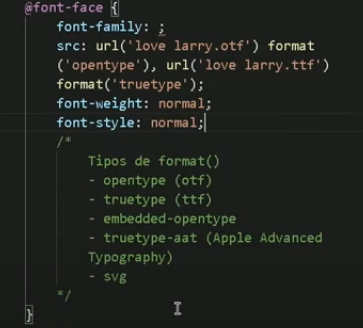 @font-face {
font-family: ;
src: url('love larry.otf') format
('opentype'), url('love larry.ttf')
format('truetype');
font-weight: normal;
font-style: normal;
/*
Tipos de format()
- opentype (otf)
- truetype (ttf)
- embedded-opentype
- truetype-aat (Apple Advanced
Typography)
- svg
*/
}